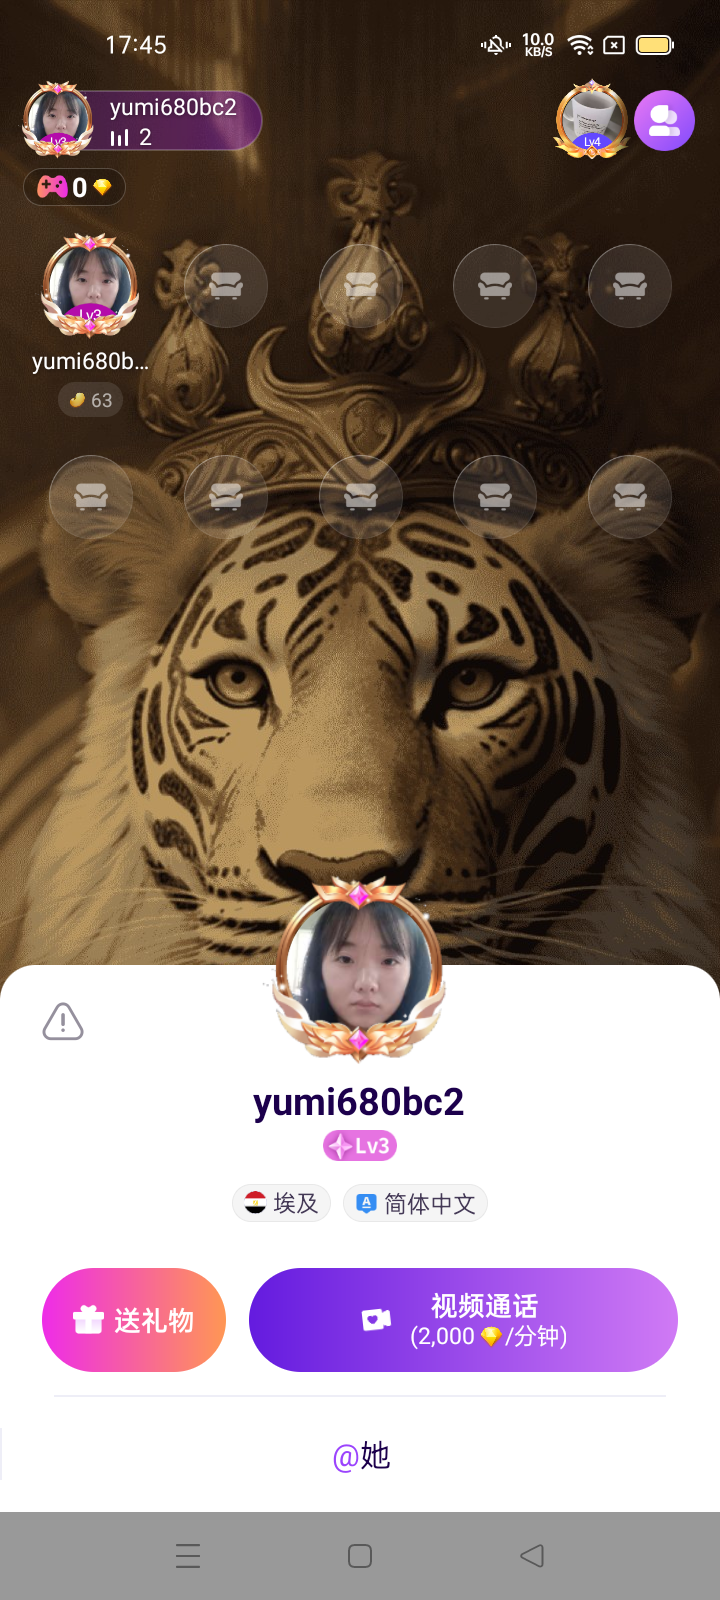 17:45
10.0
KB/S
yumi680bc2
2
Lv3
Lv4
0
Lv3
yumi680b...
63
yumi680bc2
Lv3
埃及
A 简体中文
送礼物
视频通话
(2,000 /分钟)
@她